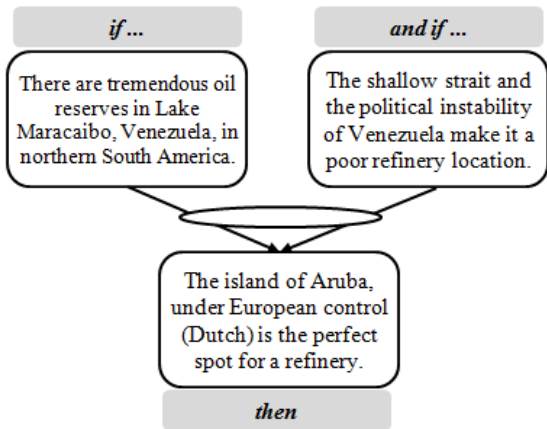 if ...
There are tremendous oil
reserves in Lake
Maracaibo, Venezuela, in
northern South America.
and if ...
The shallow strait and
the political instability
of Venezuela make it a
poor refinery location.
The island of Aruba,
under European control
(Dutch) is the perfect
spot for a refinery.
then